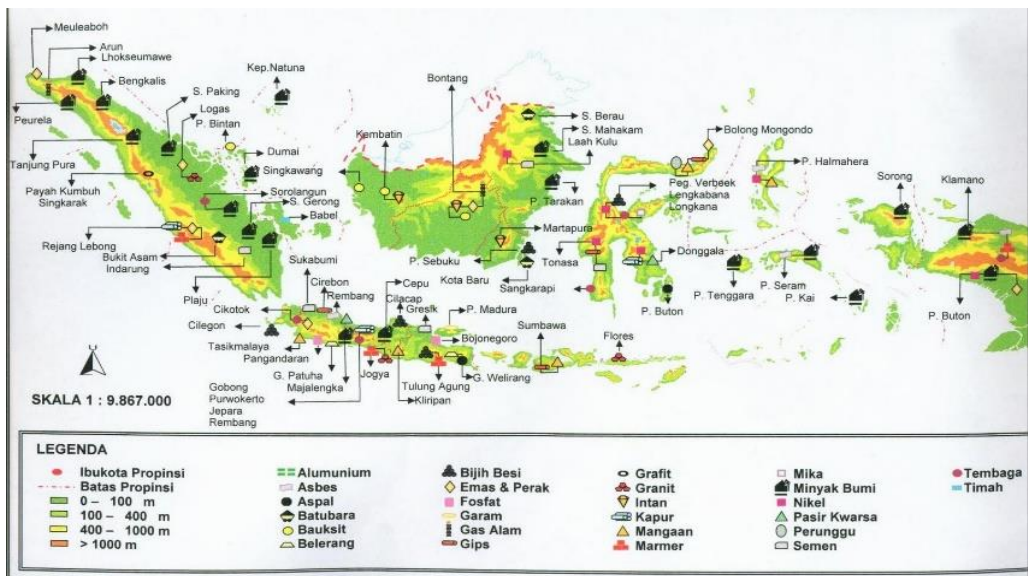 Meuleaboh
Arun
Lhokseumawe
Bengkalis
S. Paking
Logas
P. Bintan
Kep.Natuna
Dumai
Singkawang
Peurela
Tanjung Pura
Payah Kumbuh
Singkarak
Sorolangun
S. Gerong
Babel
Rejang Lebong
Bukit Asam
Indarung
Plaju
Kembatin
Bontang
S. Berau
S. Mahakam
Laah Kulu
P. Tarakan
Martapura
P. Sebuku
Kota Baru
Sangkarapi
Bolong Mongondo
P. Halmahera
Peg. Verbeek
Lengkabana
Longkana
Tonasa
Donggala
P. Buton
Sorong
Klamano
P. Tenggara
P. Seram
P. Kai
P. Buton
Sukabumi
Cirebon
Rembang
Cepu
Cilacap
Gresik
P. Madura
Bojonegoro
Cikotok
Cilegon
Tasikmalaya
Pangandaran
G. Patuha
Majalengka
Jogya
Tulung Agung
Kliripan
G. Welirang
Sumbawa
Flores
Gobong
Purwokerto
Jepara
Rembang
SKALA 1 : 9.867.000
LEGENDA
Ibukota Propinsi
Batas Propinsi
0 – 100 m
100 – 400 m
400 – 1000 m
> 1000 m
Alumunium
Asbes
Aspal
Batubara
Bauksit
Belerang
Bijih Besi
Emas & Perak
Fosfat
Garam
Gas Alam
Gips
Grafit
Granit
Intan
Kapur
Mangaan
Marmer
Mika
Minyak Bumi
Nikel
Pasir Kwarsa
Perunggu
Semen
Tembaga
Timah